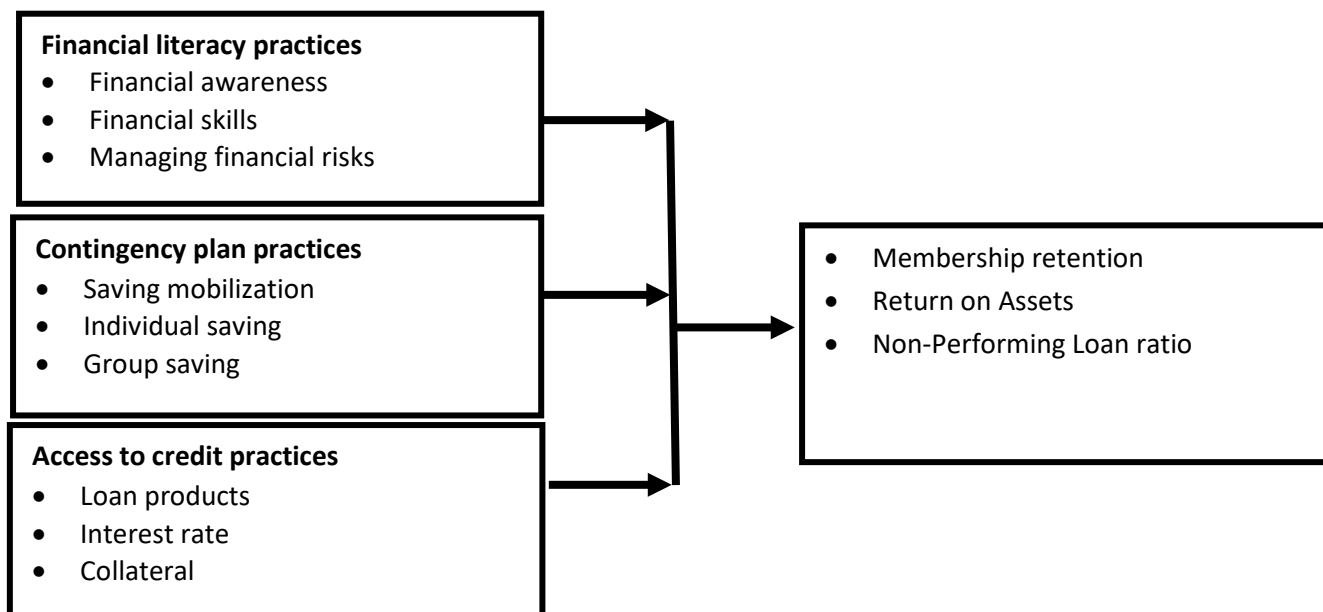 Financial literacy practices
• Financial awareness
• Financial skills
• Managing financial risks
Contingency plan practices
• Saving mobilization
• Individual saving
• Group saving
Access to credit practices
• Loan products
• Interest rate
• Collateral
• Membership retention
• Return on Assets
• Non-Performing Loan ratio